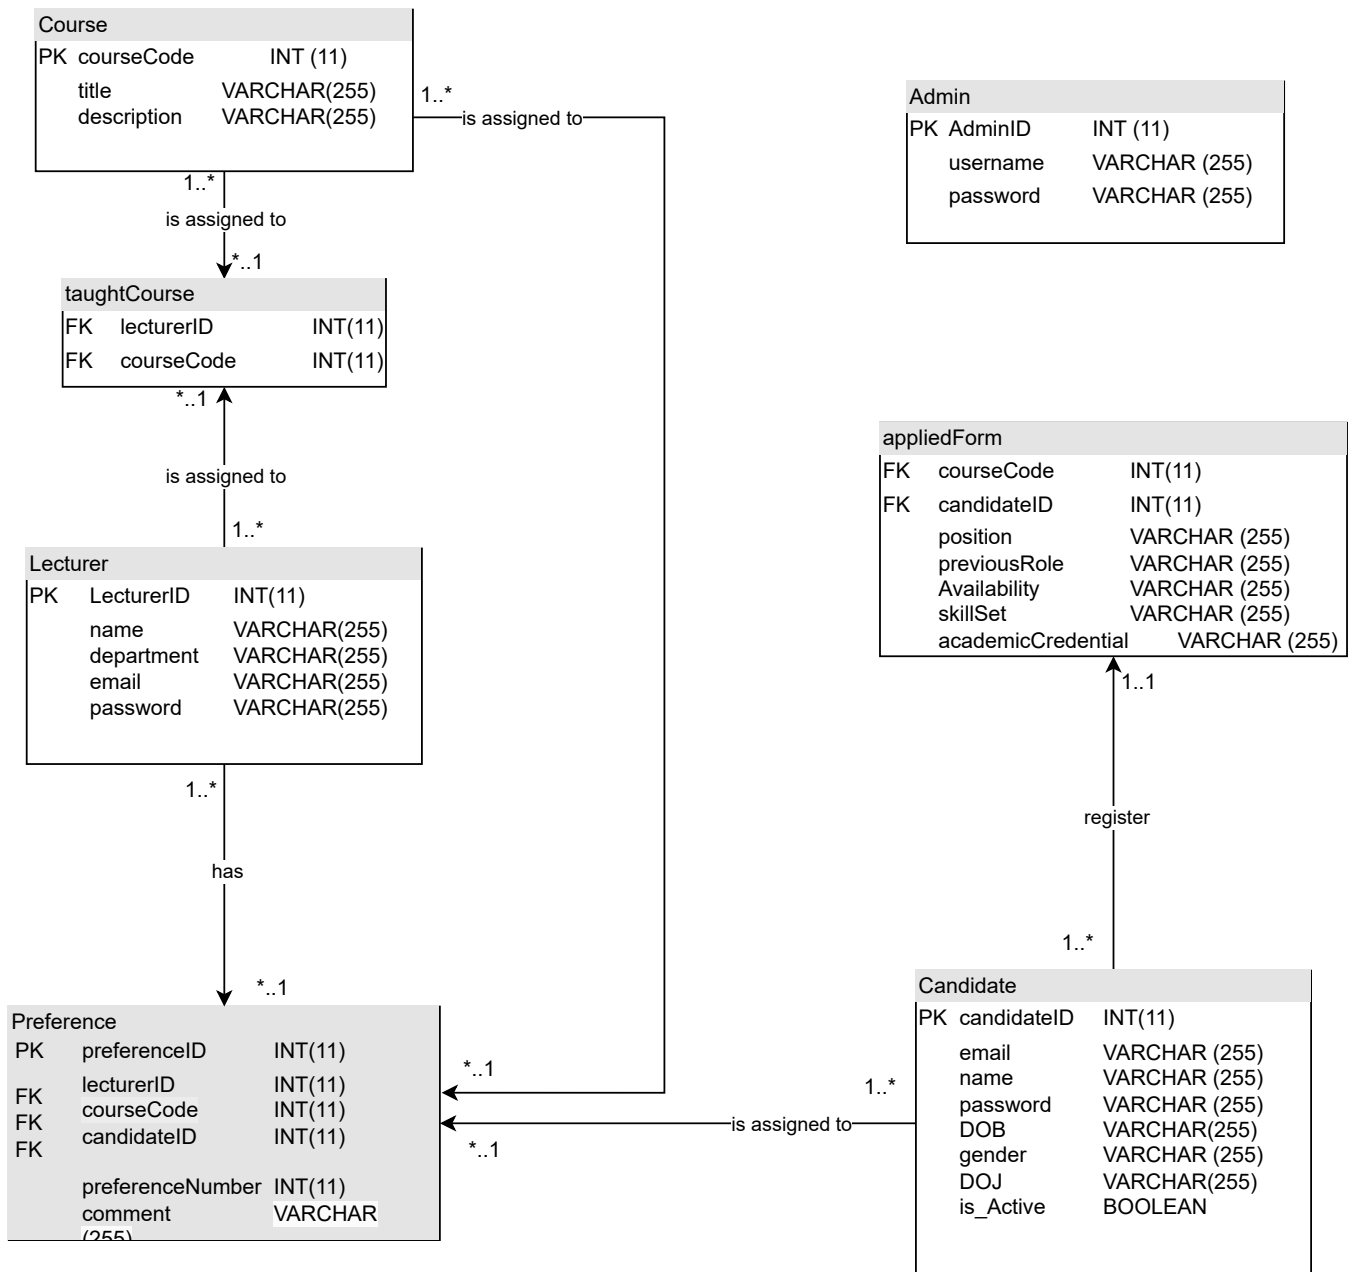 Course
PK courseCode INT (11)
title VARCHAR(255)
description VARCHAR(255)
1..*
is assigned to
1..*
is assigned to
*..1
taughtCourse
FK lecturerID INT(11)
FK courseCode INT(11)
*..1
is assigned to
1..*
Lecturer
PK LecturerID INT(11)
name VARCHAR(255)
department VARCHAR(255)
email VARCHAR(255)
password VARCHAR(255)
1..*
has
*..1
Preference
PK preferenceID INT(11)
FK lecturerID INT(11)
FK courseCode INT(11)
FK candidateID INT(11)
preferenceNumber INT(11)
comment VARCHAR
(255)
*..1
*..1
is assigned to
1..*
Admin
PK AdminID INT (11)
username VARCHAR (255)
password VARCHAR (255)
appliedForm
FK courseCode INT(11)
FK candidateID INT(11)
position VARCHAR (255)
previousRole VARCHAR (255)
Availability VARCHAR (255)
skillSet VARCHAR (255)
academicCredential VARCHAR (255)
1..1
register
1..*
Candidate
PK candidateID INT(11)
email VARCHAR (255)
name VARCHAR (255)
password VARCHAR (255)
DOB VARCHAR(255)
gender VARCHAR (255)
DOJ VARCHAR(255)
is_Active BOOLEAN